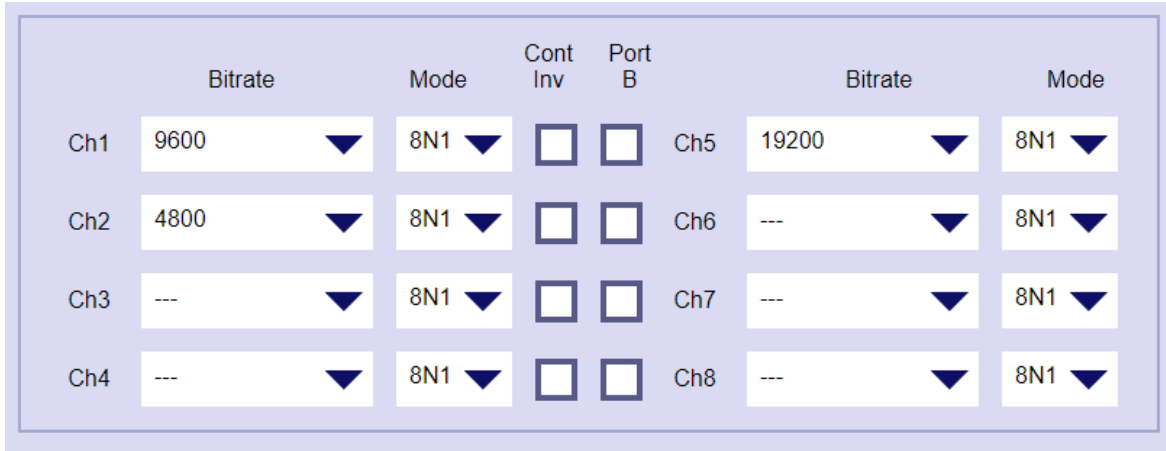 Bitrate Mode Cont Inv Port B Bitrate Mode
Ch1 9600 8N1 Ch5 19200 8N1
Ch2 4800 8N1 Ch6 --- 8N1
Ch3 --- 8N1 Ch7 --- 8N1
Ch4 --- 8N1 Ch8 --- 8N1